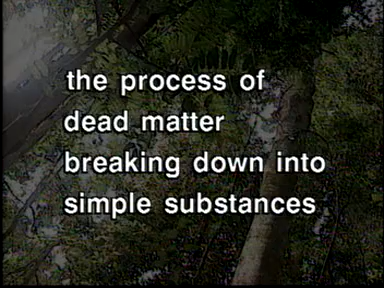 the process of
dead matter
breaking down into
simple substances